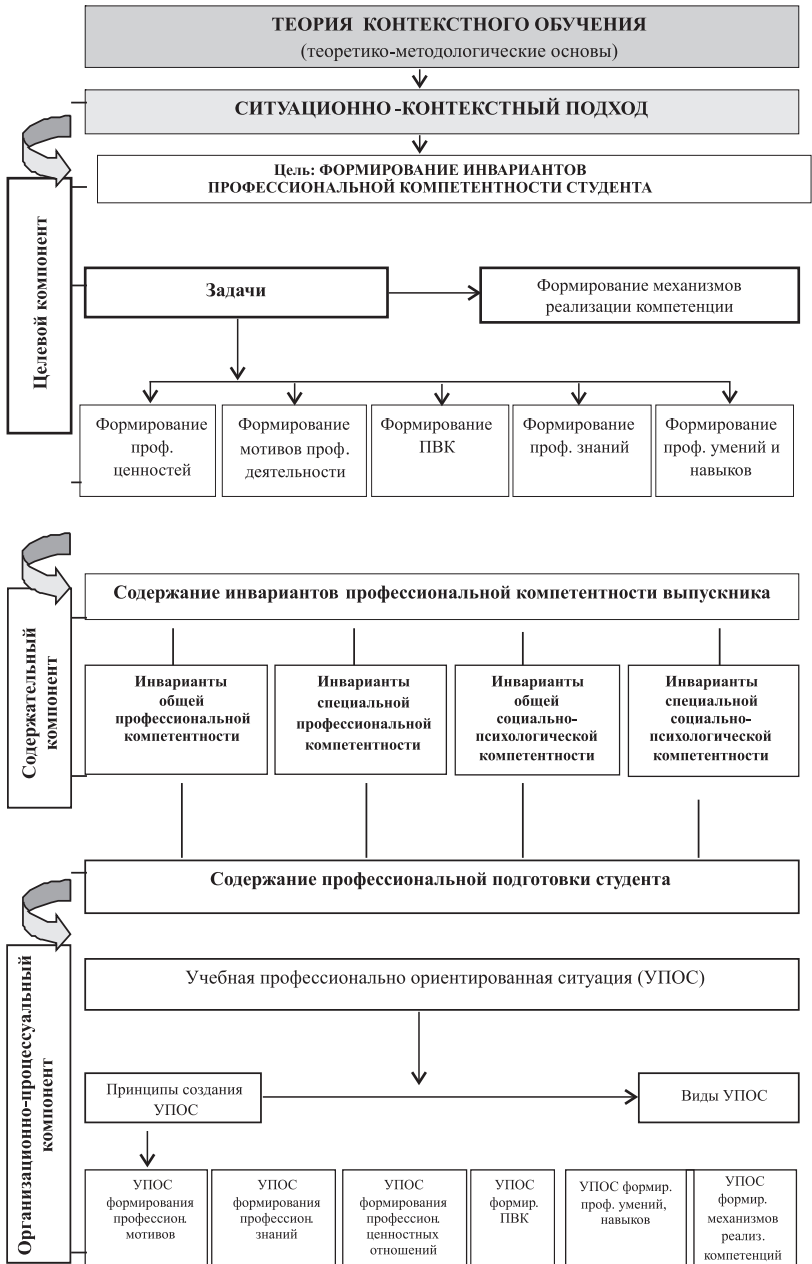 ТЕОРИЯ КОНТЕКСТНОГО ОБУЧЕНИЯ
(теоретико-методологические основы)
СИТУАЦИОННО -КОНТЕКСТНЫЙ ПОДХОД
Цель: ФОРМИРОВАНИЕ ИНВАРИАНТОВ
ПРОФЕССИОНАЛЬНОЙ КОМПЕТЕНТНОСТИ СТУДЕНТА
Целевой компонент
Задачи
Формирование механизмов
реализации компетенции
Формирование
проф.
ценностей
Формирование
мотивов проф.
деятельности
Формирование
ПВК
Формирование
проф. знаний
Формирование
проф. умений и
навыков
Содержательный
компонент
Содержание инвариантов профессиональной компетентности выпускника
Инварианты
общей
профессиональной
компетентности
Инварианты
специальной
профессиональной
компетентности
Инварианты
общей
социально-
психологической
компетентности
Инварианты
специальной
социально-
психологической
компетентности
Содержание профессиональной подготовки студента
Организационно-процессуальный
компонент
Учебная профессионально ориентированная ситуация (УПОС)
Принципы создания
УПОС
Виды УПОС
УПОС
формирования
профессион.
мотивов
УПОС
формирования
профессион.
знаний
УПОС
формирования
профессион.
ценностных
отношений
УПОС
формир.
ПВК
УПОС формир.
проф. умений,
навыков
УПОС
формир.
механизмов
реализ.
компетенций